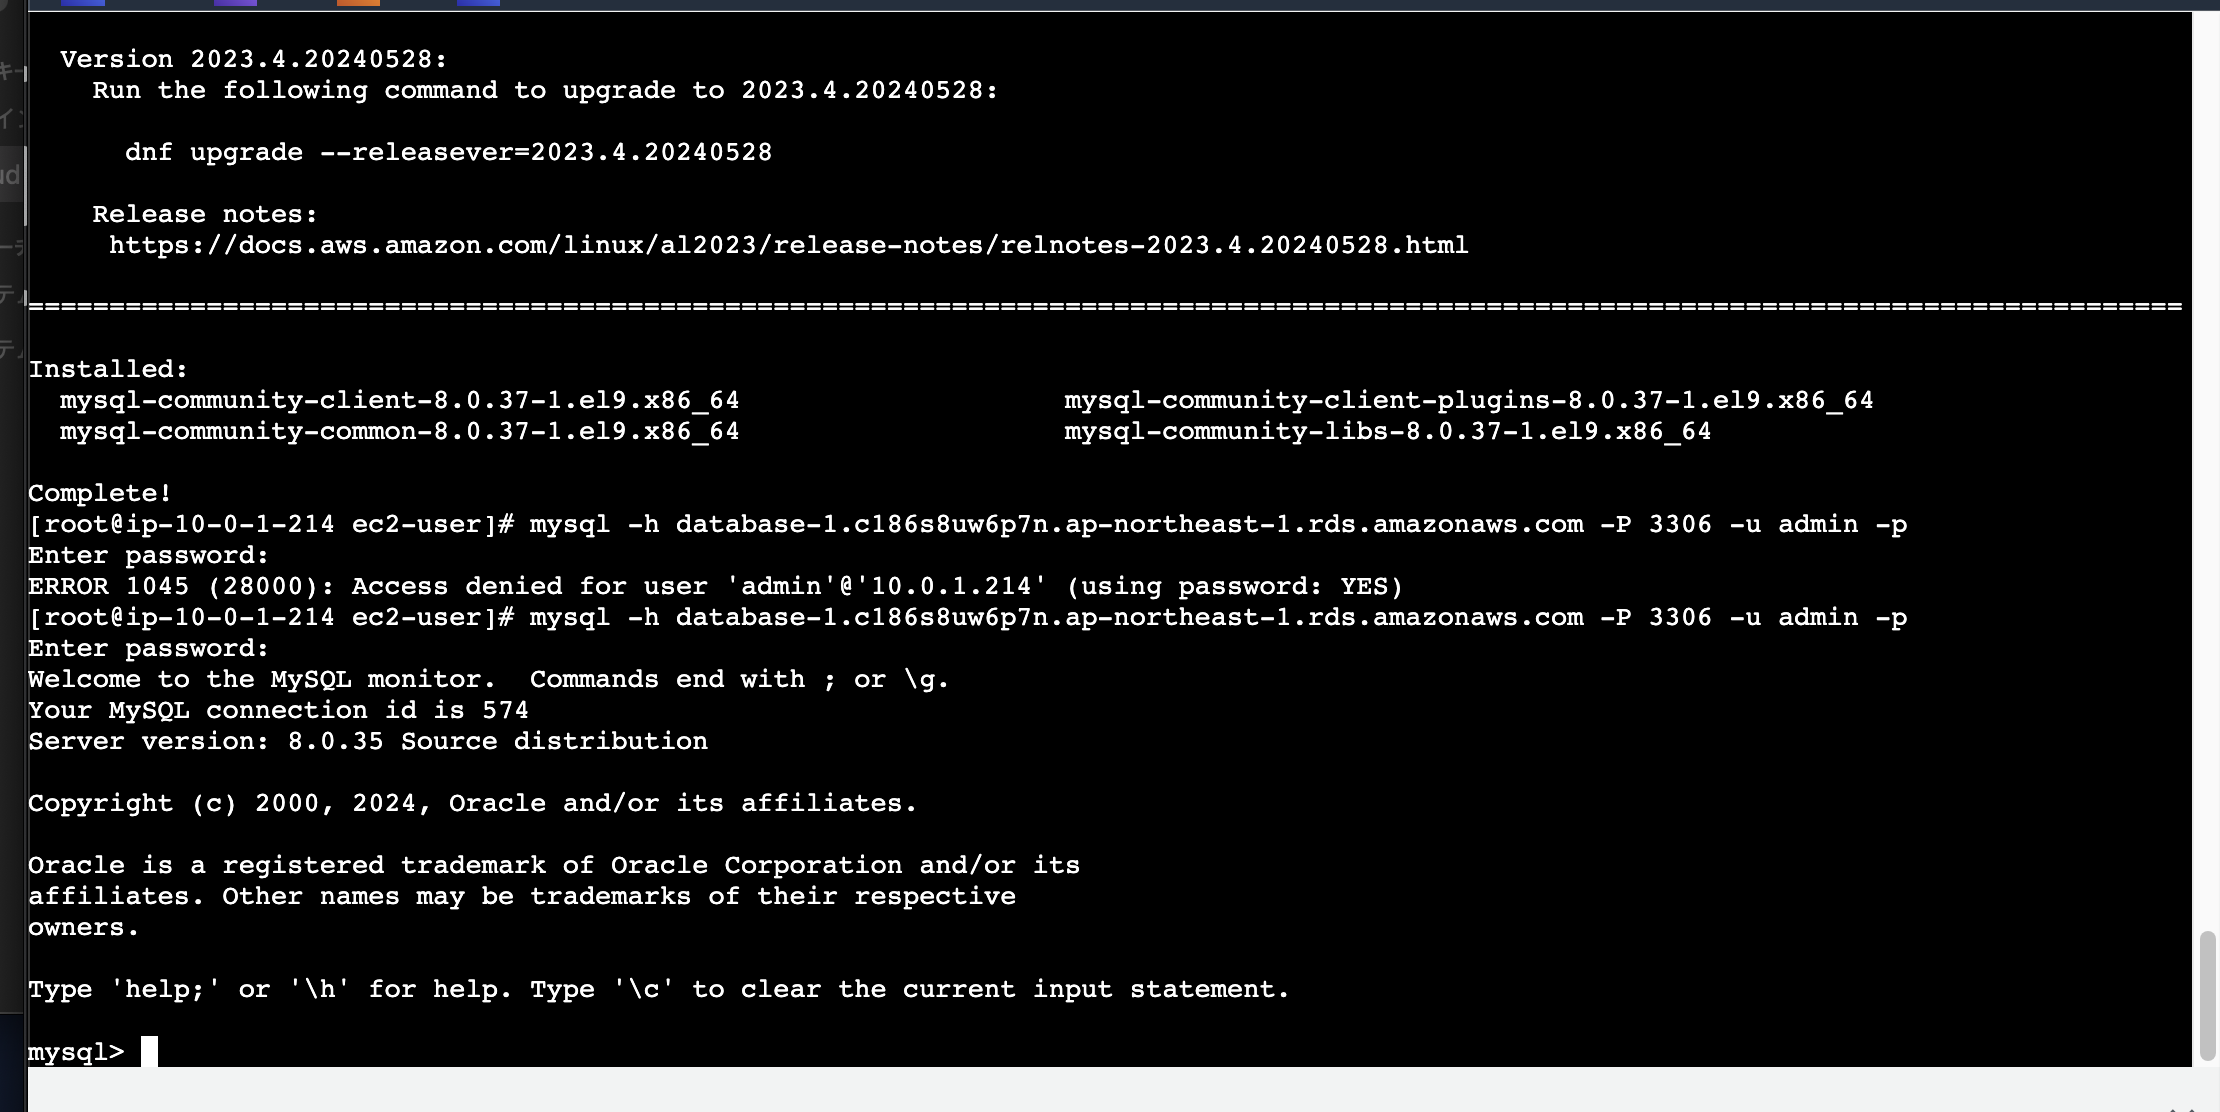 Version 2023.4.20240528:
Run the following command to upgrade to 2023.4.20240528:
dnf upgrade --releasever=2023.4.20240528
Release notes:
https://docs.aws.amazon.com/linux/al2023/release-notes/relnotes-2023.4.20240528.html
=====================================================================================================================================
Installed:
mysql-community-client-8.0.37-1.el9.x86_64 mysql-community-client-plugins-8.0.37-1.el9.x86_64
mysql-community-common-8.0.37-1.el9.x86_64 mysql-community-libs-8.0.37-1.el9.x86_64
Complete!
[root@ip-10-0-1-214 ec2-user]# mysql -h database-1.c186s8uw6p7n.ap-northeast-1.rds.amazonaws.com -P 3306 -u admin -p
Enter password:
ERROR 1045 (28000): Access denied for user 'admin'@'10.0.1.214' (using password: YES)
[root@ip-10-0-1-214 ec2-user]# mysql -h database-1.c186s8uw6p7n.ap-northeast-1.rds.amazonaws.com -P 3306 -u admin -p
Enter password:
Welcome to the MySQL monitor.  Commands end with ; or \g.
Your MySQL connection id is 574
Server version: 8.0.35 Source distribution
Copyright (c) 2000, 2024, Oracle and/or its affiliates.
Oracle is a registered trademark of Oracle Corporation and/or its
affiliates. Other names may be trademarks of their respective
owners.
Type 'help;' or '\h' for help. Type '\c' to clear the current input statement.
mysql>